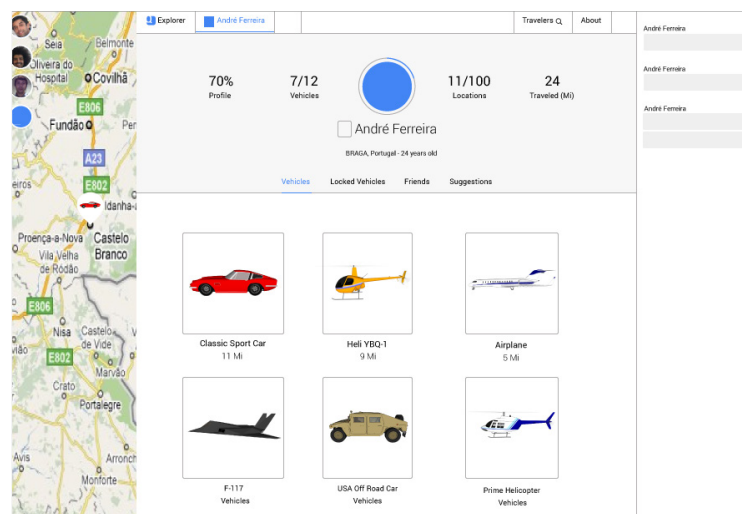 Explorer
André Ferreira
Travelers
About
70%
Profile
7/12
Vehicles
11/100
Locations
24
Traveled (Mi)
André Ferreira
BRAGA, Portugal - 24 years old
Vehicles
Locked Vehicles
Friends
Suggestions
Classic Sport Car
11 Mi
Heli YBQ-1
9 Mi
Airplane
5 Mi
F-117
Vehicles
USA Off Road Car
Vehicles
Prime Helicopter
Vehicles
André Ferreira
André Ferreira
André Ferreira
Seia
Belmonte
Oliveira do
Hospital
Covilhã
E806
Fundão
Per
A23
eiros
E802
Idanha-a
Proença-a-Nova
Castelo
Branco
Vila Velha
de Ródão
E806
Nisa
Castelo
de Vide
V
vião
E802
Marvão
Crato
Portalegre
Avis
Arronch
Monforte